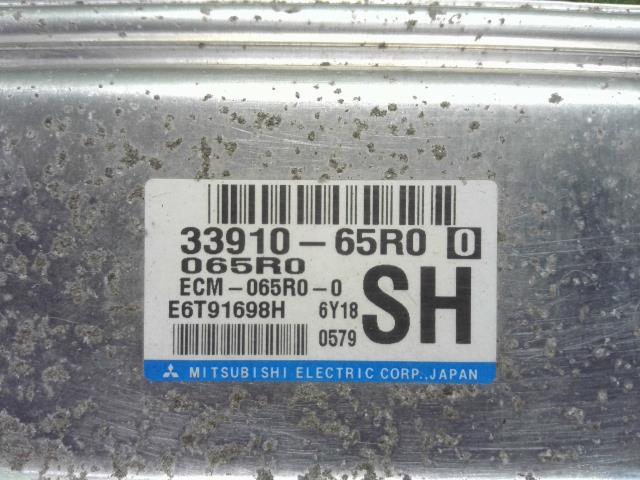 33910-65R0 0
065R0
ECM-065R0-0
E6T91698H 6Y18
0579
SH
MITSUBISHI ELECTRIC CORP.,JAPAN